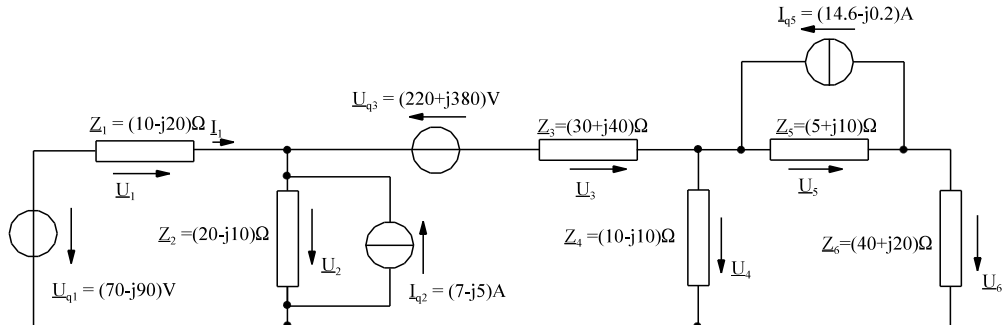 I_q5 = (14.6-j0.2)A
U_q3 = (220+j380)V
Z_1 = (10-j20)Ω
I_1
Z_3=(30+j40)Ω
Z_5=(5+j10)Ω
U_1
U_3
U_5
Z_2=(20-j10)Ω
Z_4=(10-j10)Ω
Z_6=(40+j20)Ω
U_2
U_4
U_6
U_q1 = (70-j90)V
I_q2 = (7-j5)A